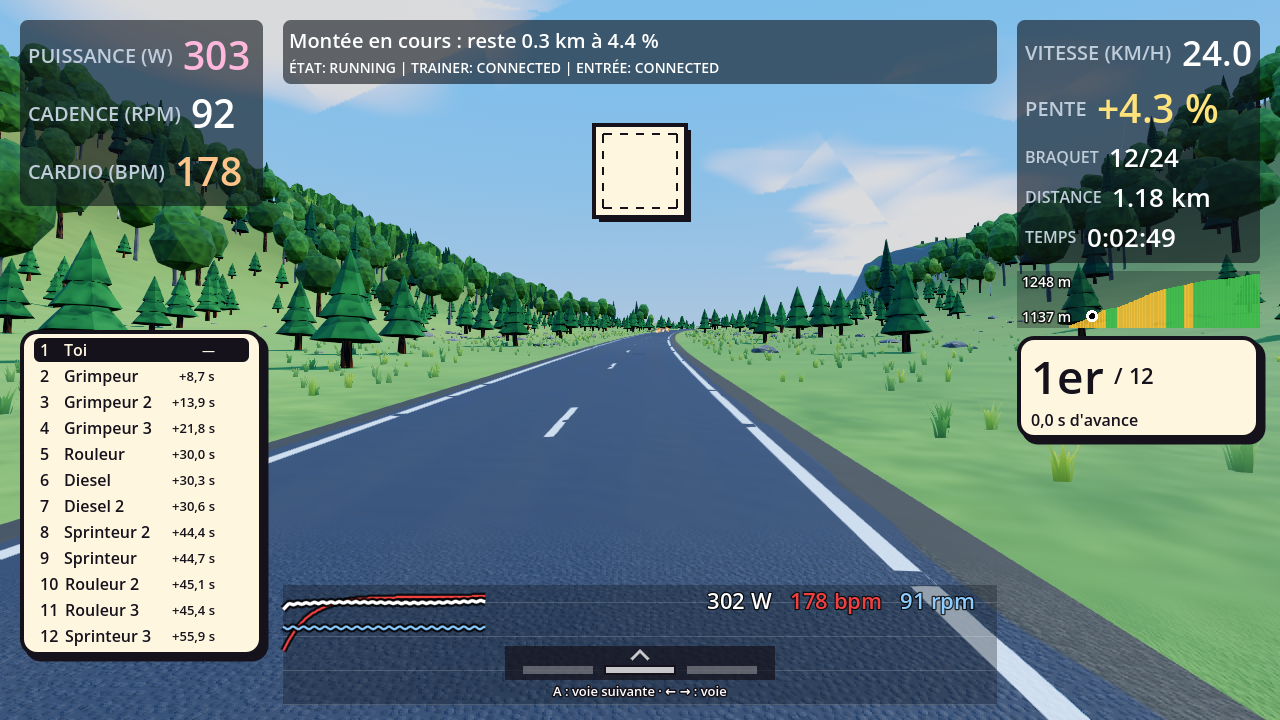 PUISSANCE (W) 303
CADENCE (RPM) 92
CARDIO (BPM) 178
Montée en cours : reste 0.3 km à 4.4 %
ÉTAT: RUNNING | TRAINER: CONNECTED | ENTRÉE: CONNECTED
VITESSE (KM/H) 24.0
PENTE +4.3 %
BRAQUET 12/24
DISTANCE 1.18 km
TEMPS 0:02:49
1248 m
1137 m
1er / 12
0,0 s d'avance
1 Toi —
2 Grimpeur +8,7 s
3 Grimpeur 2 +13,9 s
4 Grimpeur 3 +21,8 s
5 Rouleur +30,0 s
6 Diesel +30,3 s
7 Diesel 2 +30,6 s
8 Sprinteur 2 +44,4 s
9 Sprinteur +44,7 s
10 Rouleur 2 +45,1 s
11 Rouleur 3 +45,4 s
12 Sprinteur 3 +55,9 s
302 W 178 bpm 91 rpm
A : voie suivante · ← → : voie